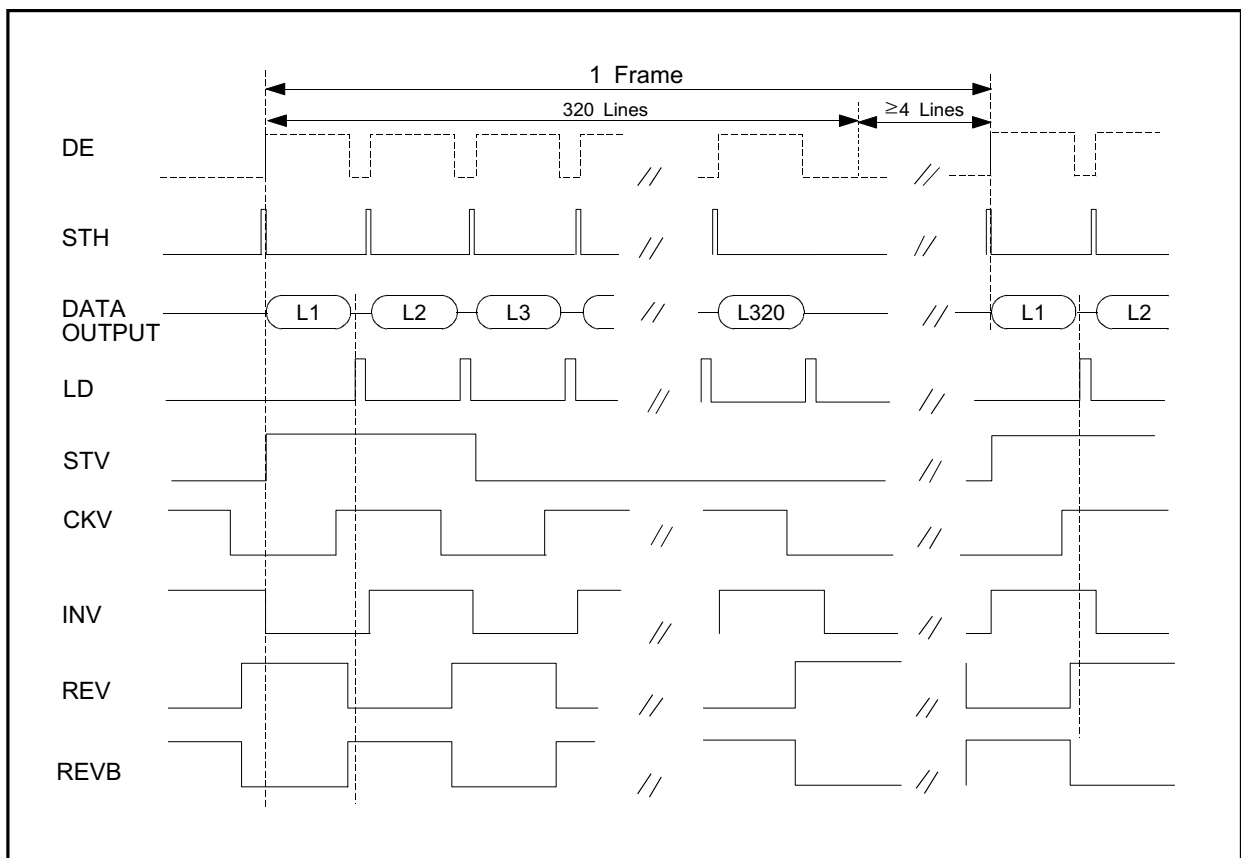 1 Frame
320 Lines
≥4 Lines
DE
STH
DATA
OUTPUT
L1
L2
L3
L320
L1
L2
LD
STV
CKV
INV
REV
REVB